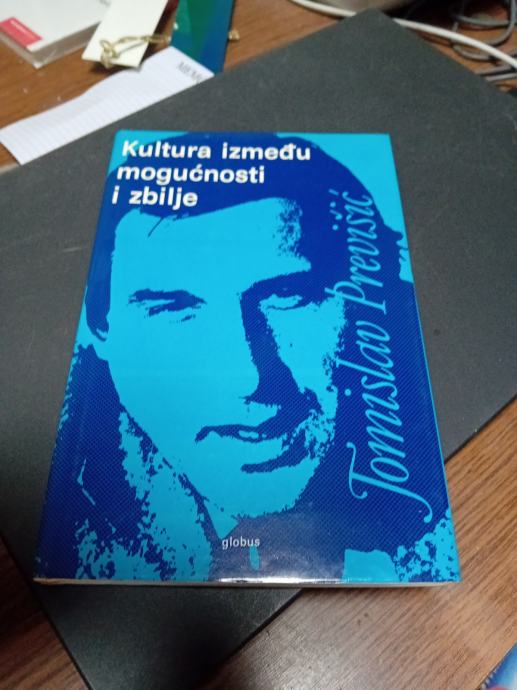 Kultura između
mogućnosti
i zbilje
Tomislav Previšić
globus